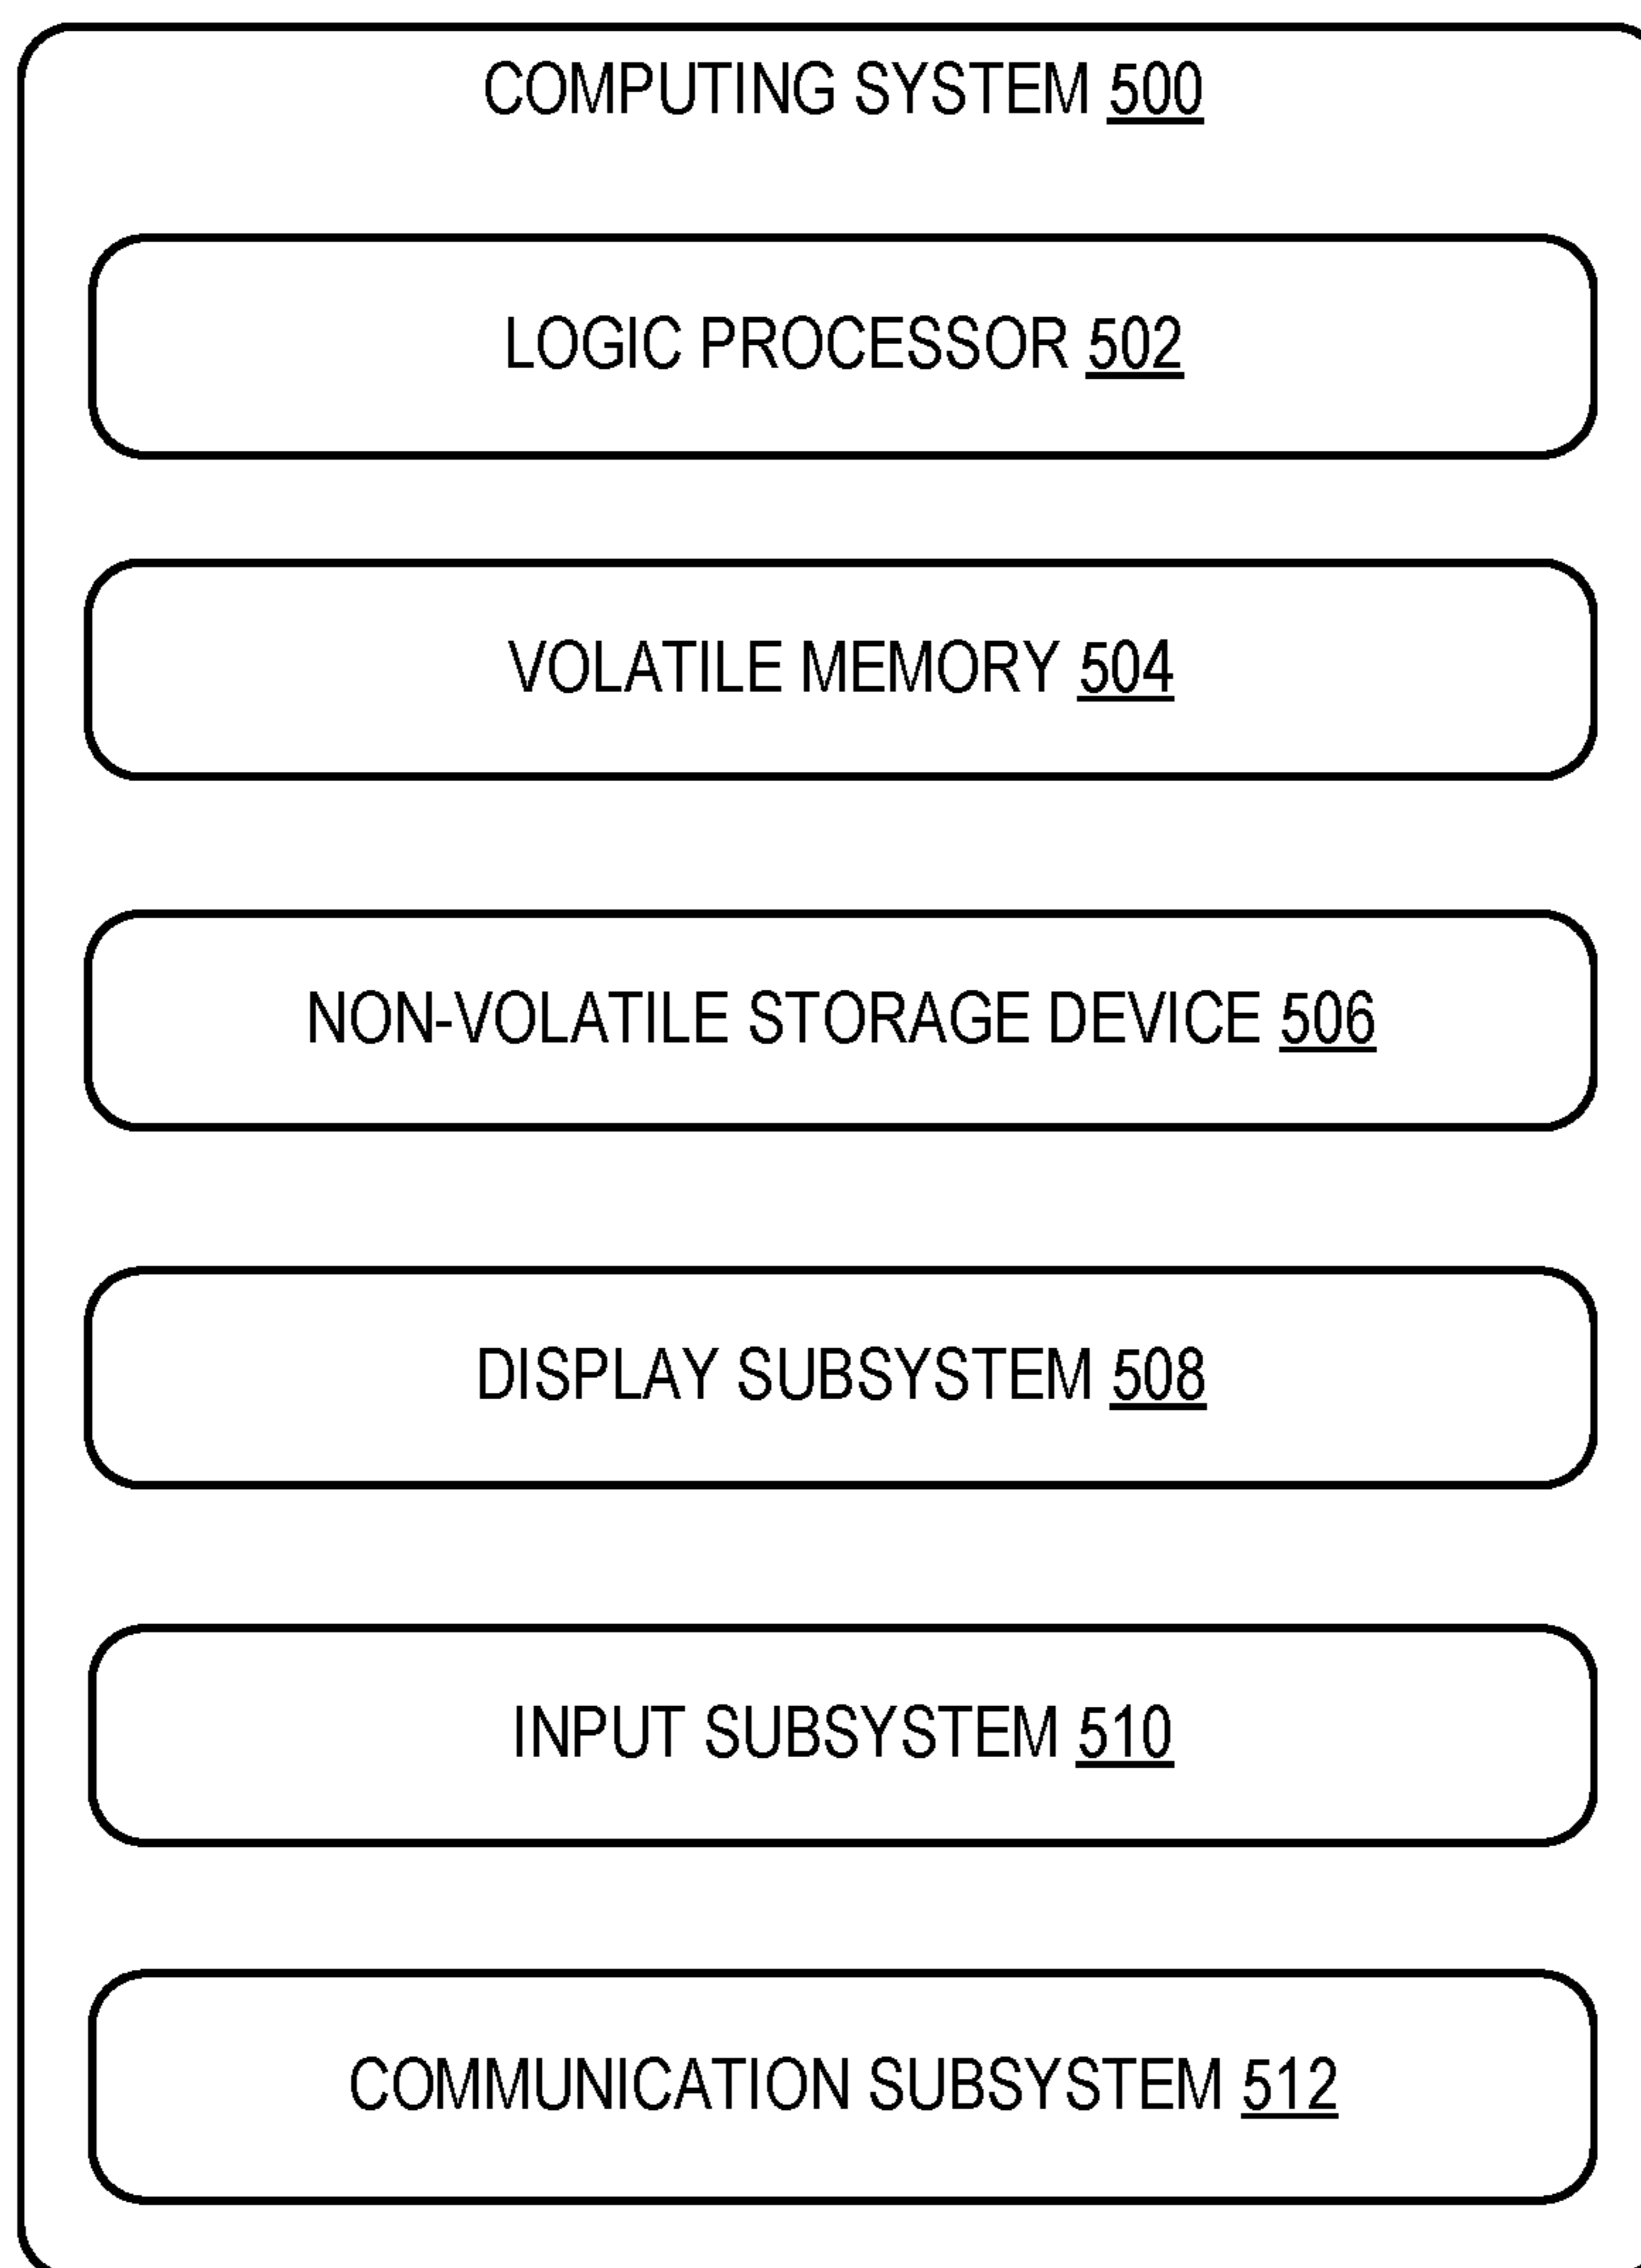 COMPUTING SYSTEM 500
LOGIC PROCESSOR 502
VOLATILE MEMORY 504
NON-VOLATILE STORAGE DEVICE 506
DISPLAY SUBSYSTEM 508
INPUT SUBSYSTEM 510
COMMUNICATION SUBSYSTEM 512